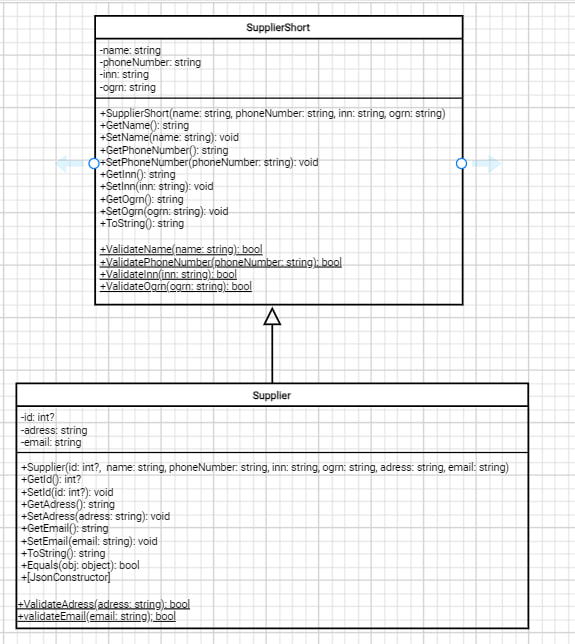 SupplierShort
-name: string
-phoneNumber: string
-inn: string
-ogrn: string
+SupplierShort(name: string, phoneNumber: string, inn: string, ogrn: string)
+GetName(): string
+SetName(name: string): void
+GetPhoneNumber(): string
+SetPhoneNumber(phoneNumber: string): void
+GetInn(): string
+SetInn(inn: string): void
+GetOgrn(): string
+SetOgrn(ogrn: string): void
+ToString(): string
+ValidateName(name: string): bool
+ValidatePhoneNumber(phoneNumber: string): bool
+ValidateInn(inn: string): bool
+ValidateOgrn(ogrn: string): bool
Supplier
-id: int?
-adress: string
-email: string
+Supplier(id: int?, name: string, phoneNumber: string, inn: string, ogrn: string, adress: string, email: string)
+GetId(): int?
+SetId(id: int?): void
+GetAdress(): string
+SetAdress(adress: string): void
+GetEmail(): string
+SetEmail(email: string): void
+ToString(): string
+Equals(obj: object): bool
+[JsonConstructor]
+ValidateAdress(adress: string): bool
+validateEmail(email: string): bool